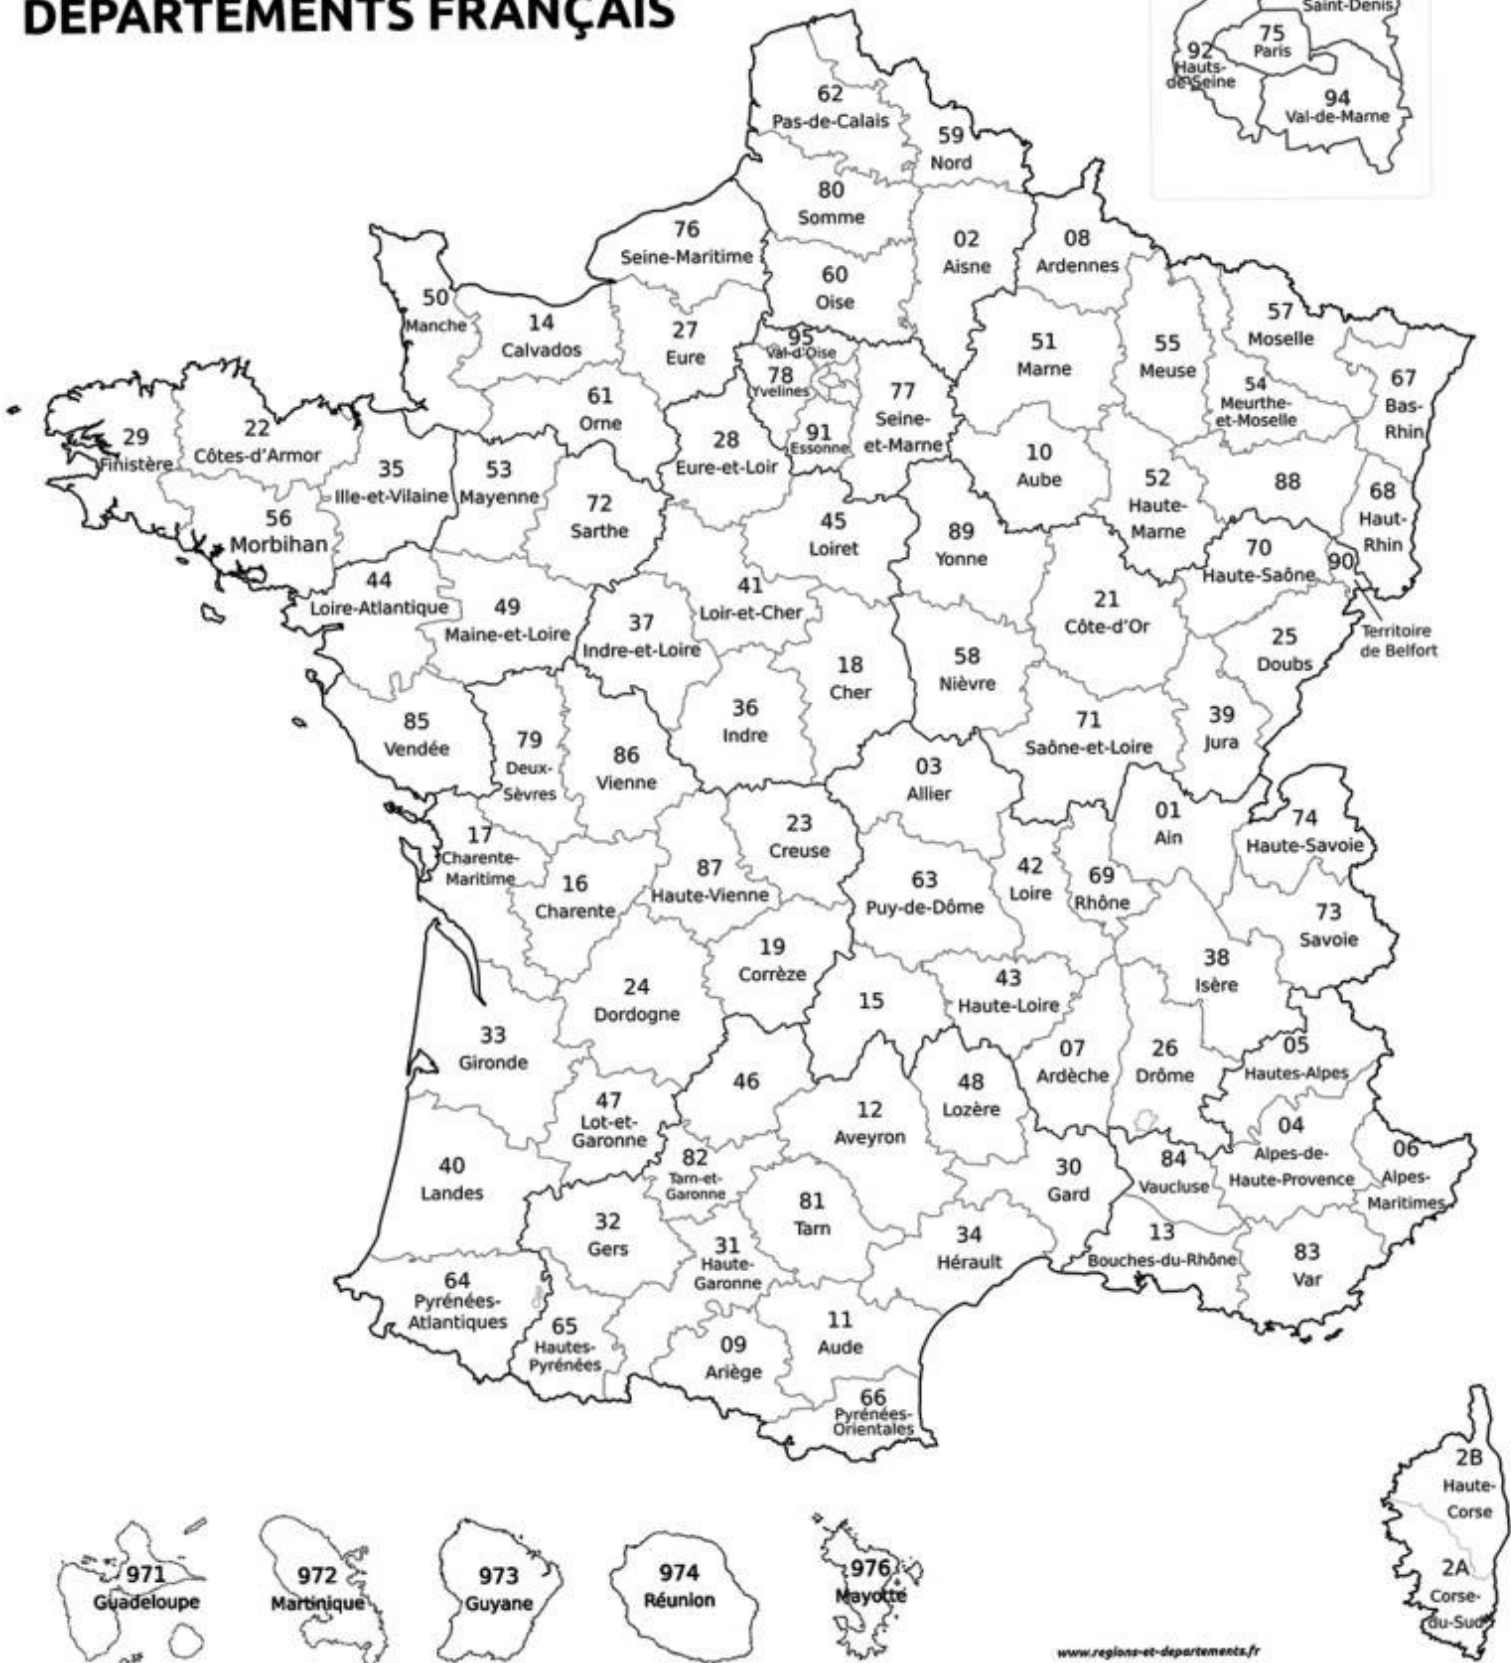 DÉPARTEMENTS FRANÇAIS
Saint-Denis
75
Paris
92
Hauts-
de-Seine
94
Val-de-Marne
62
Pas-de-Calais
59
Nord
80
Somme
76
Seine-Maritime
02
Aisne
08
Ardennes
60
Oise
50
Manche
14
Calvados
27
Eure
95
Val-d'Oise
78
Yvelines
77
Seine-
et-Marne
91
Essonne
51
Marne
55
Meuse
57
Moselle
54
Meurthe-
et-Moselle
67
Bas-
Rhin
61
Orne
29
Finistère
22
Côtes-d'Armor
35
Ille-et-Vilaine
53
Mayenne
28
Eure-et-Loir
10
Aube
52
Haute-
Marne
88
68
Haut-
Rhin
56
Morbihan
72
Sarthe
45
Loiret
89
Yonne
70
Haute-Saône
90
Territoire
de Belfort
44
Loire-Atlantique
49
Maine-et-Loire
37
Indre-et-Loire
41
Loir-et-Cher
21
Côte-d'Or
25
Doubs
18
Cher
58
Nièvre
36
Indre
85
Vendée
79
Deux-
Sèvres
86
Vienne
71
Saône-et-Loire
39
Jura
03
Allier
17
Charente-
Maritime
16
Charente
87
Haute-Vienne
23
Creuse
63
Puy-de-Dôme
42
Loire
69
Rhône
01
Ain
74
Haute-Savoie
73
Savoie
19
Corrèze
24
Dordogne
15
43
Haute-Loire
38
Isère
33
Gironde
47
Lot-et-
Garonne
46
12
Aveyron
48
Lozère
07
Ardèche
26
Drôme
05
Hautes-Alpes
04
Alpes-de-
Haute-Provence
06
Alpes-
Maritimes
40
Landes
82
Tarn-et-
Garonne
30
Gard
84
Vaucluse
32
Gers
31
Haute-
Garonne
81
Tarn
34
Hérault
13
Bouches-du-Rhône
83
Var
64
Pyrénées-
Atlantiques
65
Hautes-
Pyrénées
09
Ariège
11
Aude
66
Pyrénées-
Orientales
2B
Haute-
Corse
2A
Corse-
du-Sud
971
Guadeloupe
972
Martinique
973
Guyane
974
Réunion
976
Mayotte
www.regions-et-departements.fr